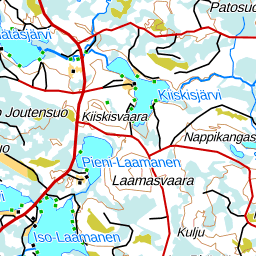 Patosuo
Kiiskisjärvi
Joutensuo
Kiiskisvaara
Nappikangas
Pieni-Laamanen
Laamasvaara
Iso-Laamanen
Kulju